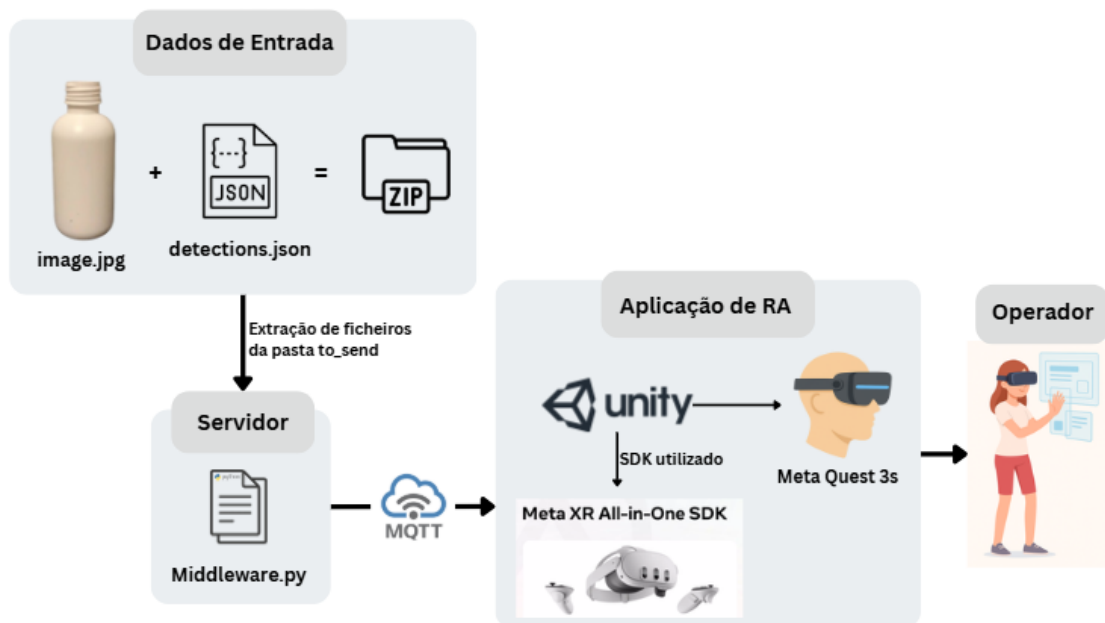 Dados de Entrada
+
{---}
JSON
=
ZIP
image.jpg
detections.json
Extração de ficheiros
da pasta to_send
Servidor
python
Middleware.py
MQTT
Aplicação de RA
unity
SDK utilizado
Meta Quest 3s
Meta XR All-in-One SDK
Operador